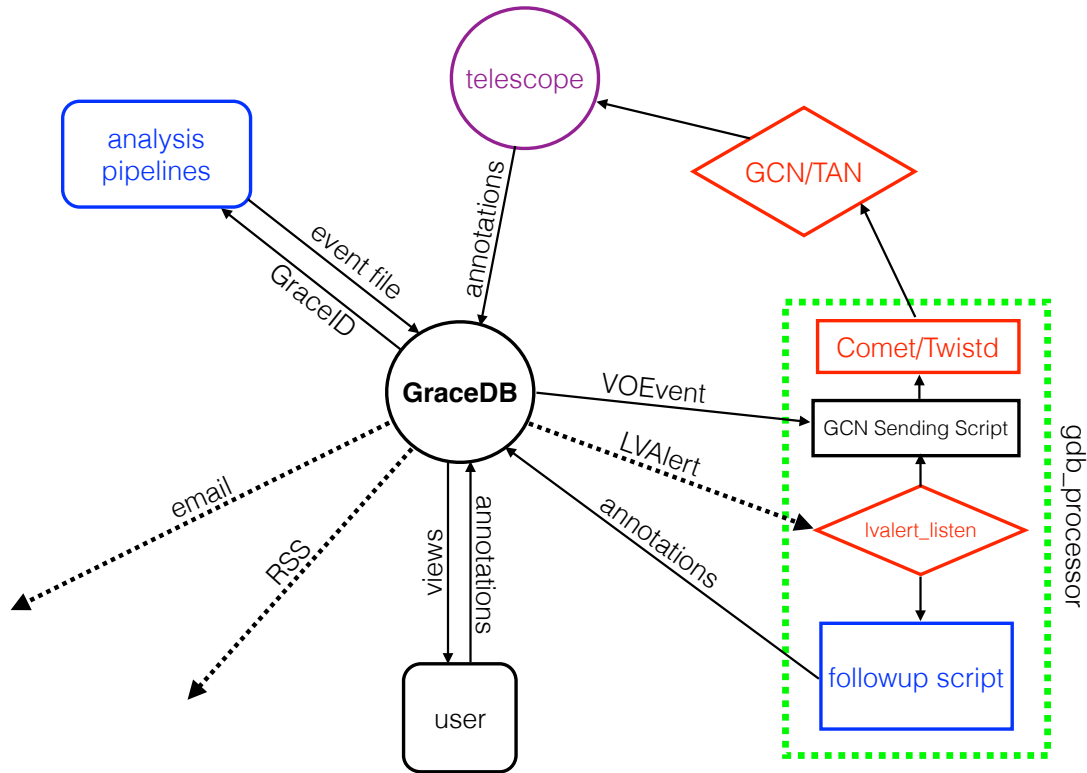 telescope
analysis
pipelines
GCN/TAN
annotations
event file
GraceID
Comet/Twistd
GraceDB
VOEvent
GCN Sending Script
LVAlert
gdb_processor
email
annotations
lvalert_listen
RSS
views
annotations
followup script
user